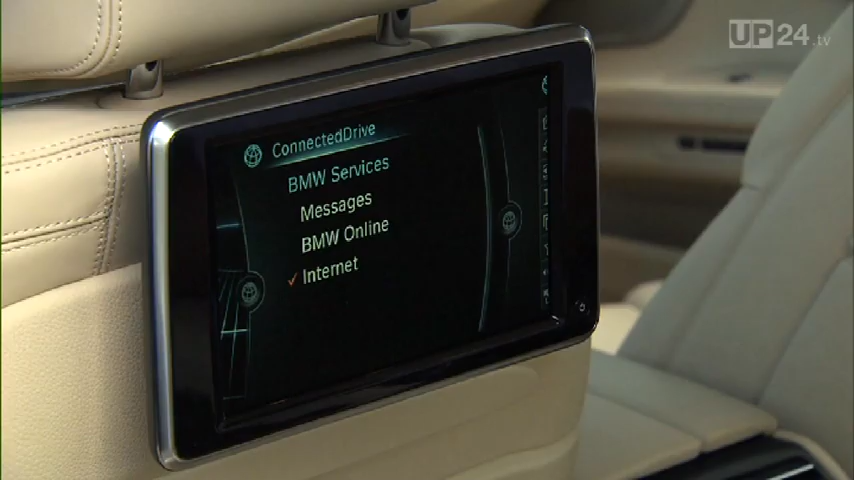 UP24.tv
ConnectedDrive
BMW Services
Messages
BMW Online
Internet